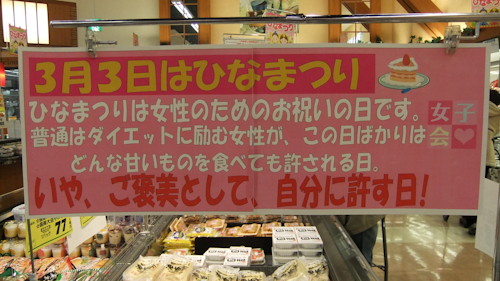 3月3日はひなまつり
ひなまつりは女性のためのお祝いの日です。
女子会
普通はダイエットに励む女性が、この日ばかりは
どんな甘いものを食べても許される日。
いや、ご褒美として、自分に許す日!
77